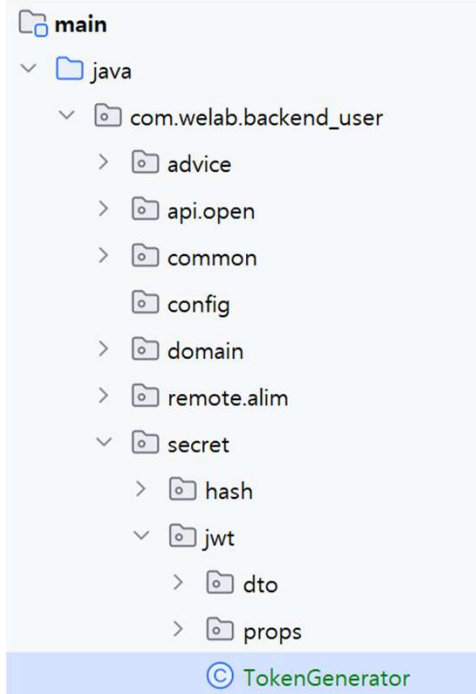 main
java
com.welab.backend_user
advice
api.open
common
config
domain
remote.alim
secret
hash
jwt
dto
props
TokenGenerator